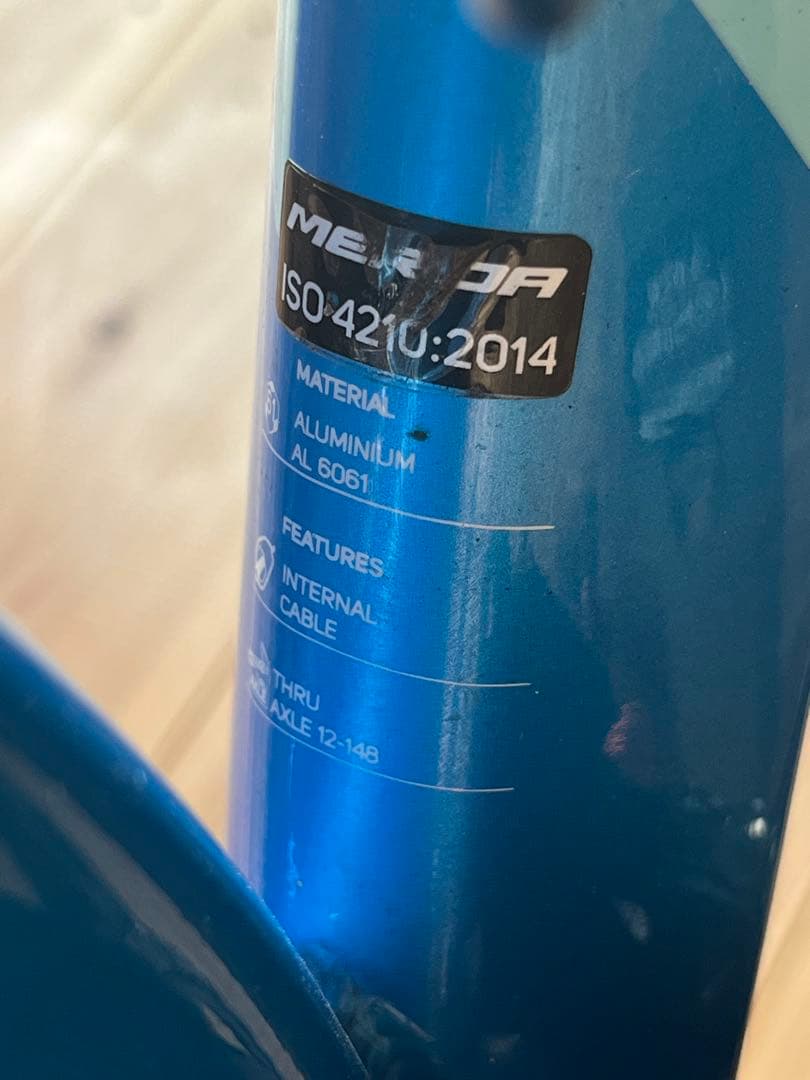 MERIDA
ISO 4210:2014
MATERIAL
ALUMINIUM
AL 6061
FEATURES
INTERNAL
CABLE
THRU
AXLE 12-148